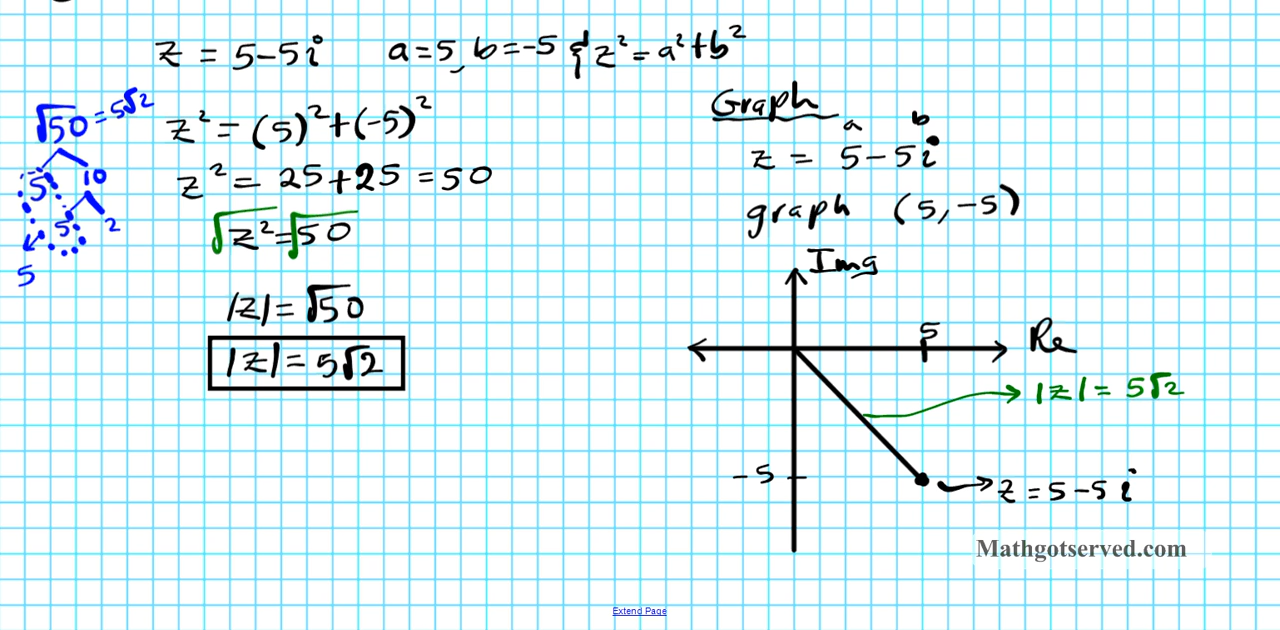 z = 5-5i a=5, b=-5 & z²=a²+b²
√50 = 5√2
5 10
5 2
5
z² = (5)²+(-5)²
z² = 25+25 = 50
√z² = √50
|z| = √50
|z| = 5√2
Graph
a b
z = 5-5i
graph (5,-5)
Img
5
Re
|z| = 5√2
-5
z = 5-5i
Mathgotserved.com
Extend Page